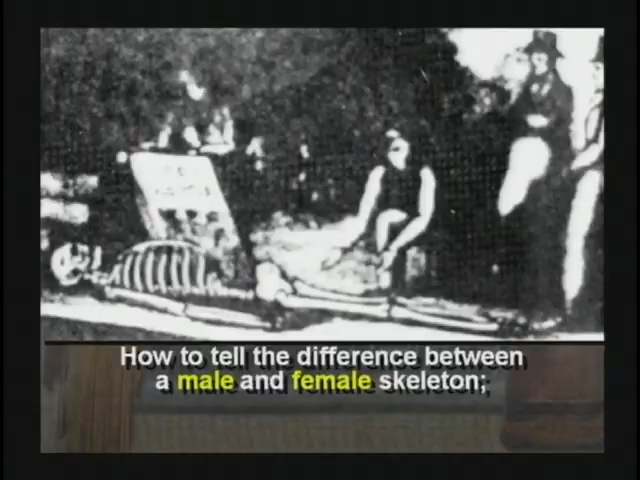 How to tell the difference between
a male and female skeleton;